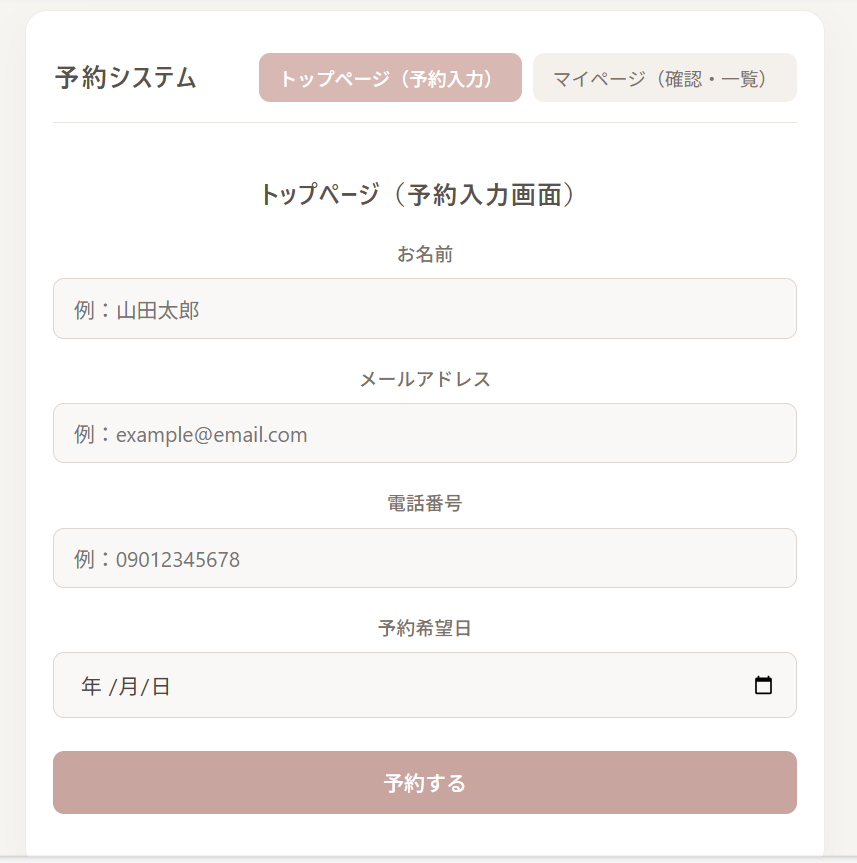 予約システム
トップページ（予約入力）
マイページ（確認・一覧）
トップページ（予約入力画面）
お名前
例：山田太郎
メールアドレス
例：example@email.com
電話番号
例：09012345678
予約希望日
年 /月/日
予約する